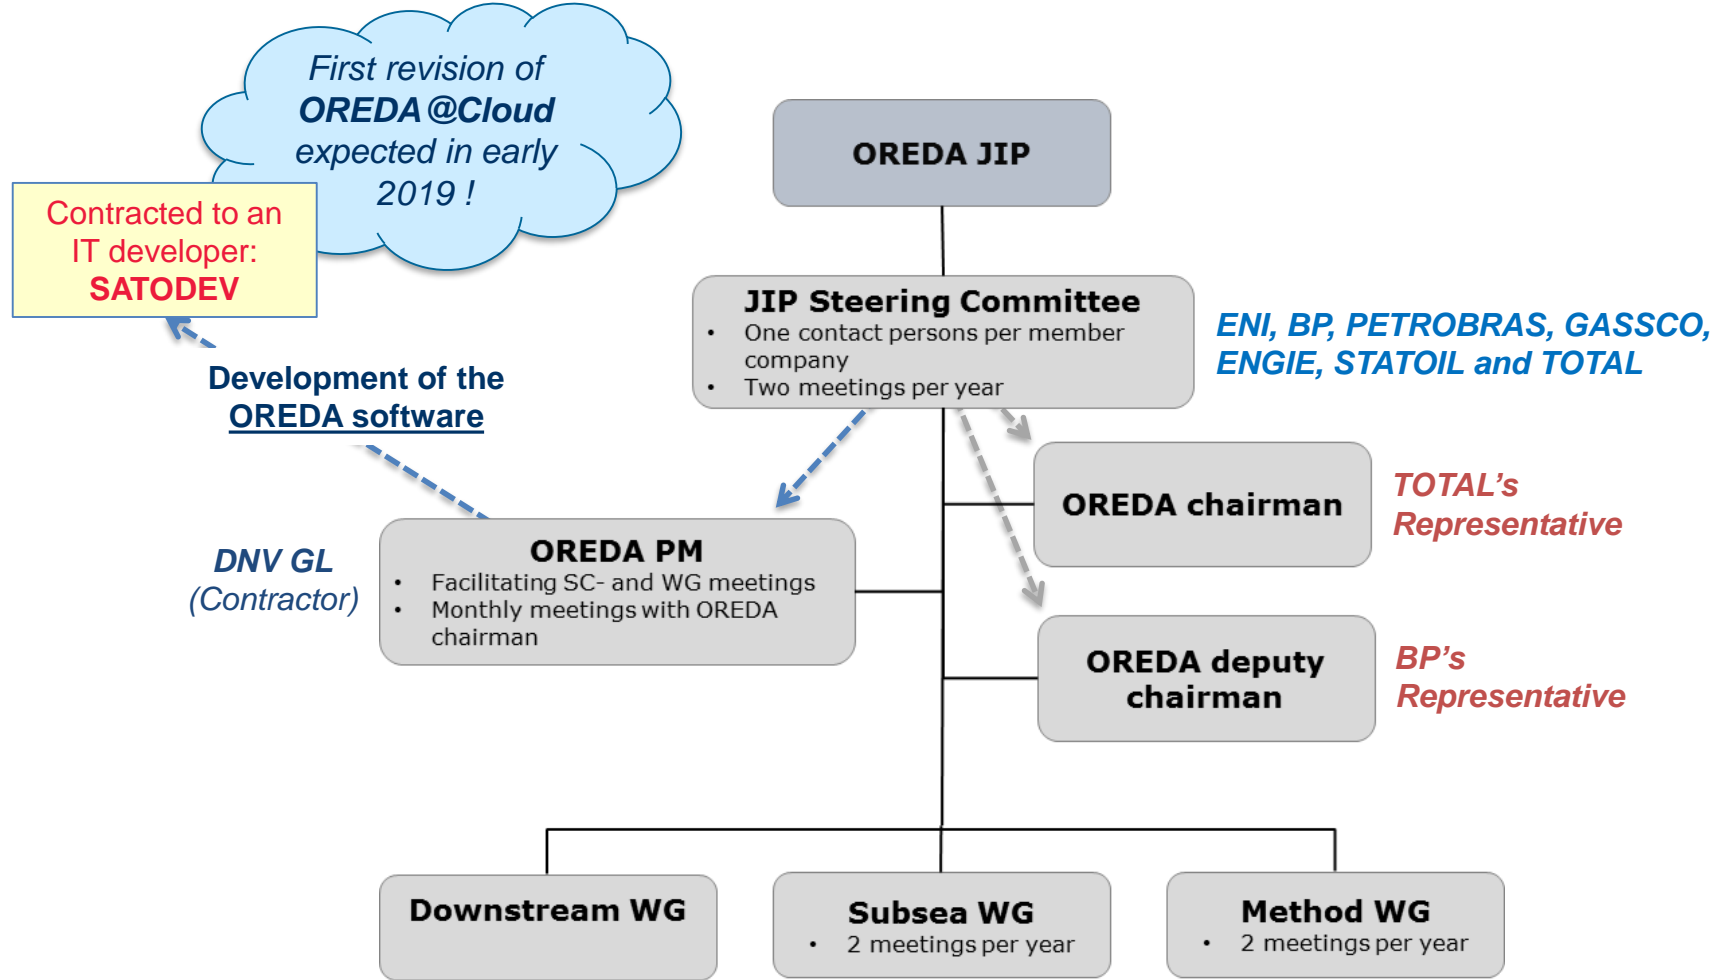 First revision of
OREDA@Cloud
expected in early
2019 !
Contracted to an
IT developer:
SATODEV
Development of the
OREDA software
OREDA JIP
JIP Steering Committee
• One contact persons per member
company
• Two meetings per year
ENI, BP, PETROBRAS, GASSCO,
ENGIE, STATOIL and TOTAL
OREDA chairman
TOTAL's
Representative
DNV GL
(Contractor)
OREDA PM
• Facilitating SC- and WG meetings
• Monthly meetings with OREDA
chairman
OREDA deputy
chairman
BP's
Representative
Downstream WG
Subsea WG
• 2 meetings per year
Method WG
• 2 meetings per year